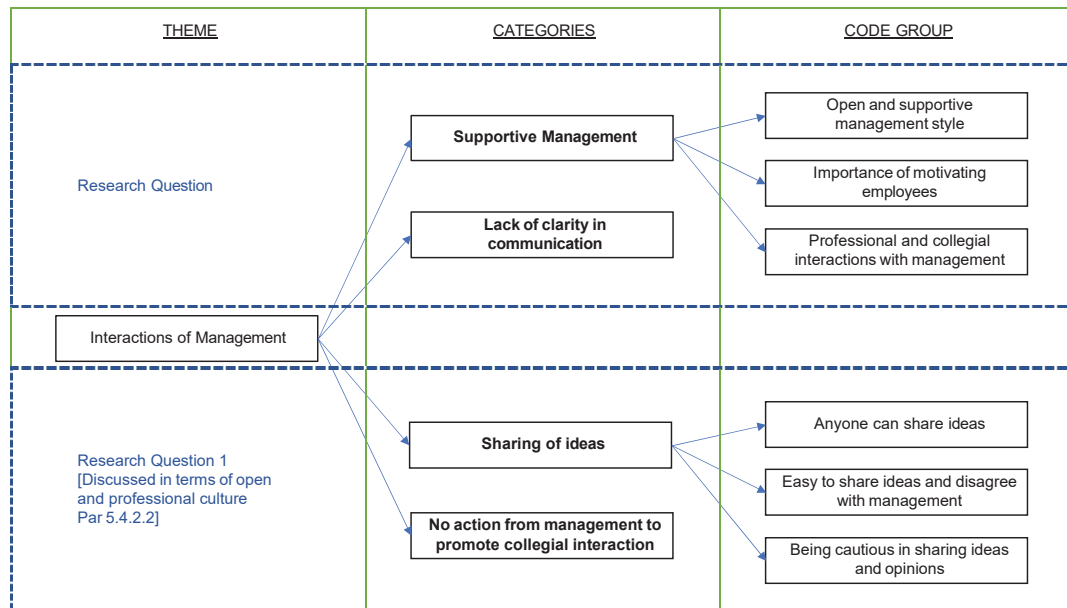 THEME
CATEGORIES
CODE GROUP
Research Question
Supportive Management
Lack of clarity in
communication
Open and supportive
management style
Importance of motivating
employees
Professional and collegial
interactions with management
Interactions of Management
Research Question 1
[Discussed in terms of open
and professional culture
Par 5.4.2.2]
Sharing of ideas
No action from management to
promote collegial interaction
Anyone can share ideas
Easy to share ideas and disagree
with management
Being cautious in sharing ideas
and opinions